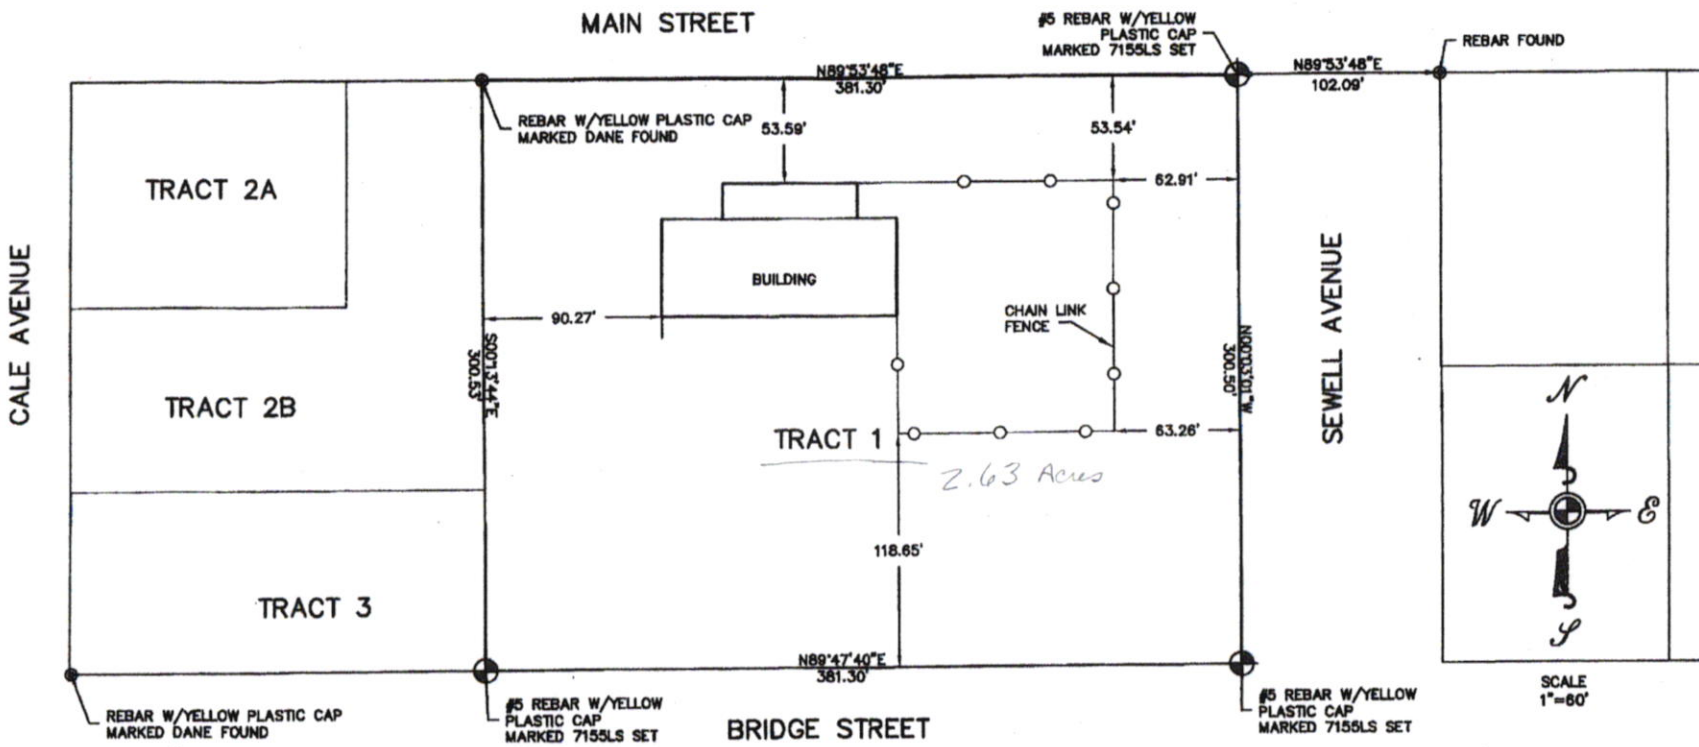 MAIN STREET
#5 REBAR W/YELLOW
PLASTIC CAP
MARKED 7155LS SET
REBAR FOUND
N89°53'48"E
381.30'
N89°53'48"E
102.09'
REBAR W/YELLOW PLASTIC CAP
MARKED DANE FOUND
53.59'
53.54'
TRACT 2A
62.91'
CALE AVENUE
BUILDING
SEWELL AVENUE
CHAIN LINK
FENCE
90.27'
S00°13'44"E
300.53'
N00°03'01"W
300.50'
N
TRACT 2B
TRACT 1
63.26'
2.63 Acres
W
E
118.65'
TRACT 3
S
N89°47'40"E
381.30'
SCALE
1"=60'
REBAR W/YELLOW PLASTIC CAP
MARKED DANE FOUND
#5 REBAR W/YELLOW
PLASTIC CAP
MARKED 7155LS SET
BRIDGE STREET
#5 REBAR W/YELLOW
PLASTIC CAP
MARKED 7155LS SET